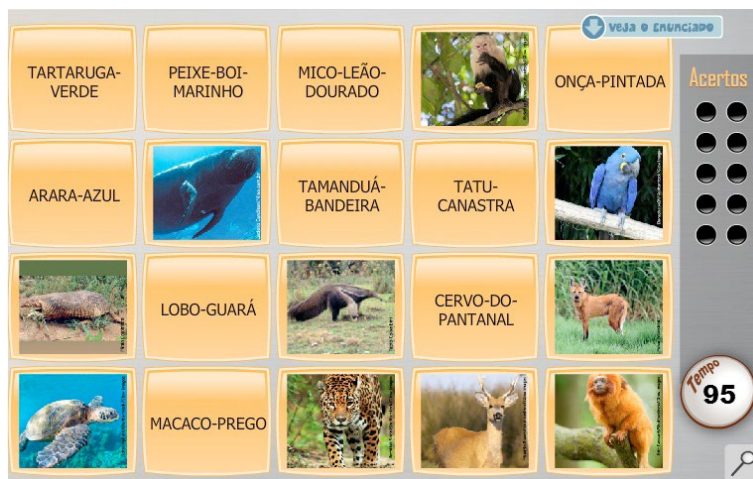 Veja o Enunciado
TARTARUGA-
VERDE
PEIXE-BOI-
MARINHO
MICO-LEÃO-
DOURADO
ONÇA-PINTADA
Acertos
ARARA-AZUL
TAMANDUÁ-
BANDEIRA
TATU-
CANASTRA
LOBO-GUARÁ
CERVO-DO-
PANTANAL
Tempo
95
MACACO-PREGO